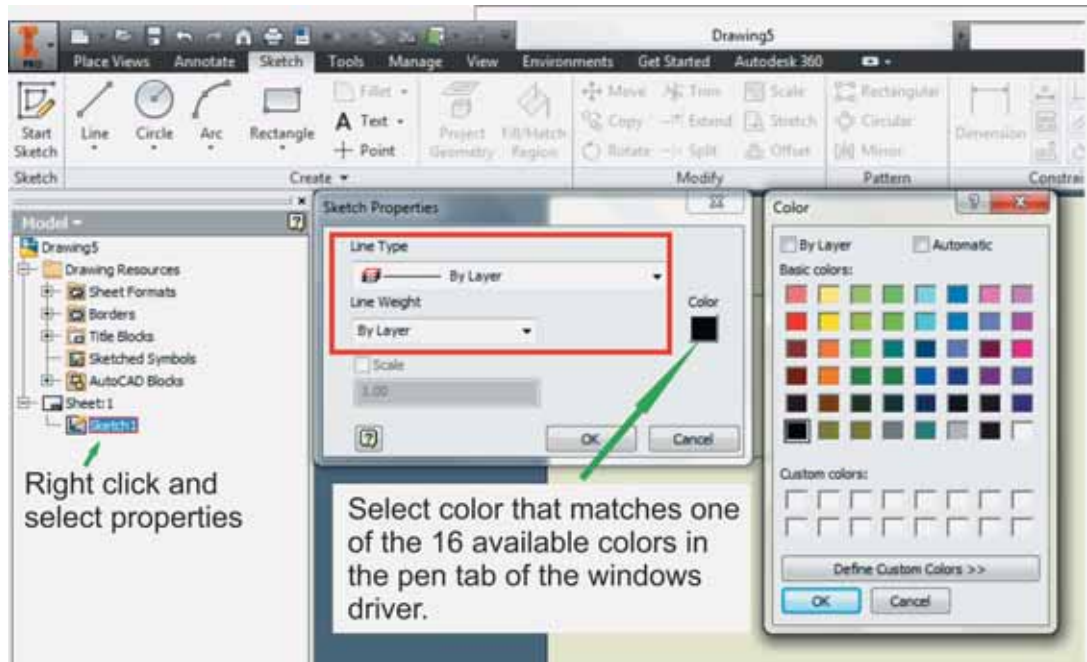 Drawing5
PRO
Place Views Annotate Sketch Tools Manage View Environments Get Started Autodesk 360
Start Sketch
Line
Circle
Arc
Rectangle
Fillet
A Text
Point
Project Geometry
Fill/Hatch Region
Move
Copy
Rotate
Trim
Extend
Split
Scale
Stretch
Offset
Rectangular
Circular
Mirror
Dimension
Sketch
Create
Modify
Pattern
Constrai
Model
Drawing5
Drawing Resources
Sheet Formats
Borders
Title Blocks
Sketched Symbols
AutoCAD Blocks
Sheet:1
Sketch1
Right click and
select properties
Sketch Properties
Line Type
By Layer
Line Weight
By Layer
Color
Scale
1.00
OK
Cancel
Select color that matches one
of the 16 available colors in
the pen tab of the windows
driver.
Color
By Layer
Automatic
Basic colors:
Custom colors:
Define Custom Colors >>
OK
Cancel